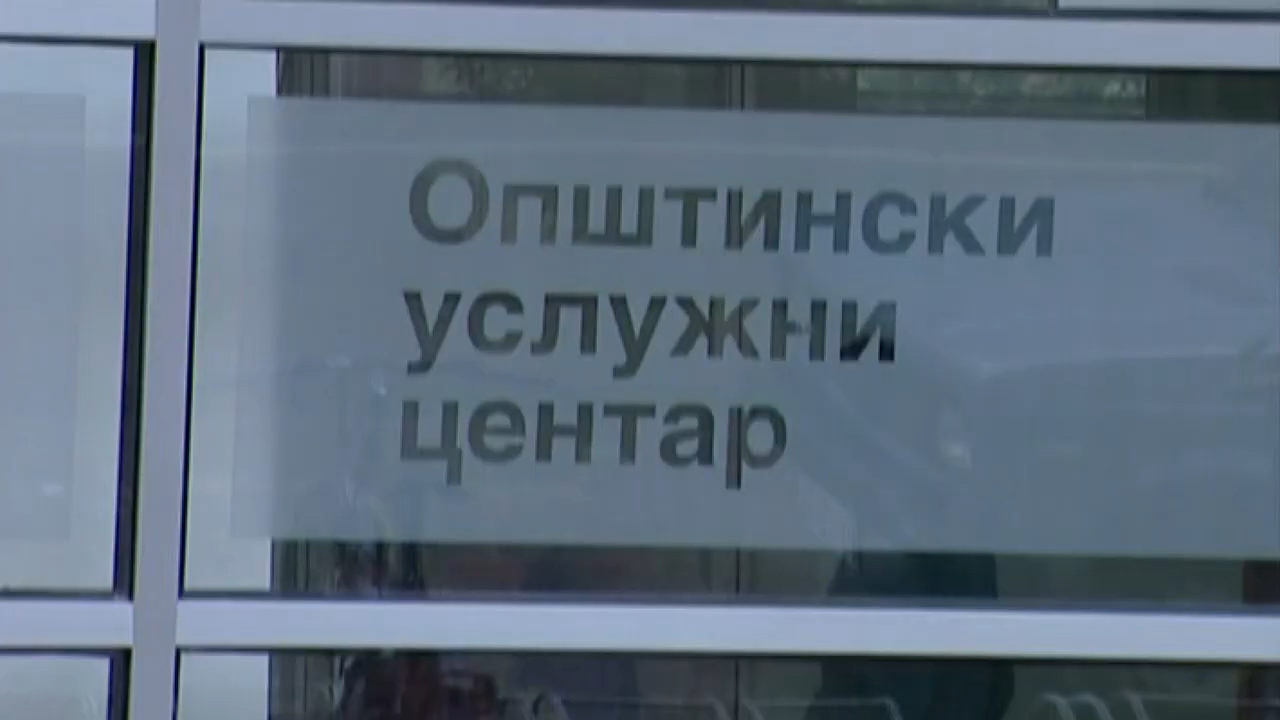 Општински
услужни
центар